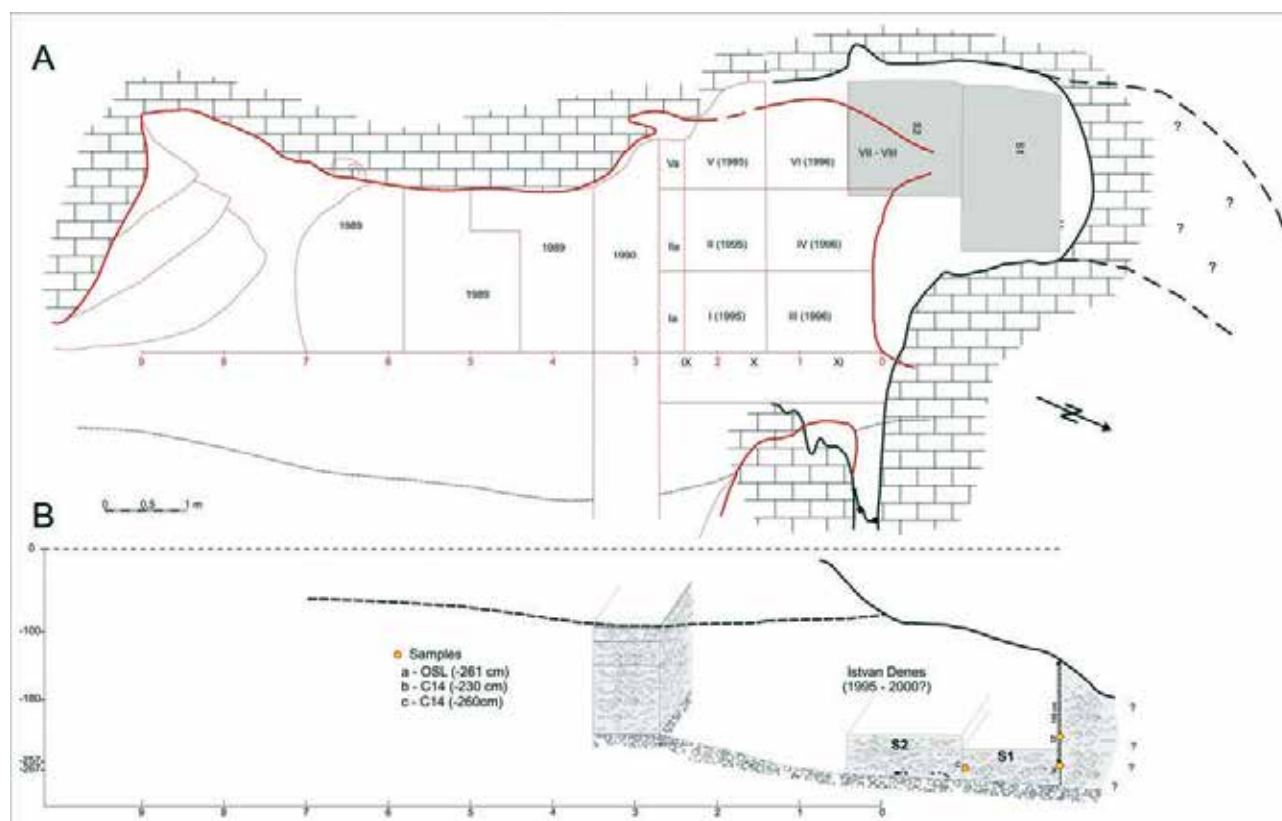 A
S2
S1
?
Va
V (1995)
VI (1996)
VII - VIII
?
?
1989
1989
1990
IIa
II (1995)
IV (1996)
?
?
1989
Ia
I (1995)
III (1996)
9 8 7 6 5 4 3 IX 2 X 1 XI 0
N
0 0,5 1 m
B
0
-100
Samples
a - OSL (-261 cm)
b - C14 (-230 cm)
c - C14 (-260cm)
Istvan Denes
(1995 - 2000?)
-180
?
S2
S1
?
?
?
9 8 7 6 5 4 3 2 1 0